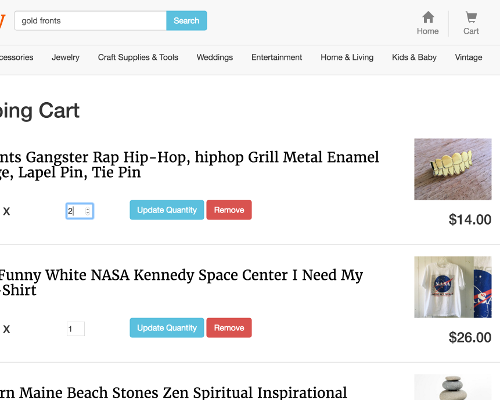 gold fronts Search Home Cart
cessories Jewelry Craft Supplies & Tools Weddings Entertainment Home & Living Kids & Baby Vintage
ing Cart
nts Gangster Rap Hip-Hop, hiphop Grill Metal Enamel
ge, Lapel Pin, Tie Pin
X 2 Update Quantity Remove
$14.00
Funny White NASA Kennedy Space Center I Need My
-Shirt
NASA
X 1 Update Quantity Remove
$26.00
rn Maine Beach Stones Zen Spiritual Inspirational